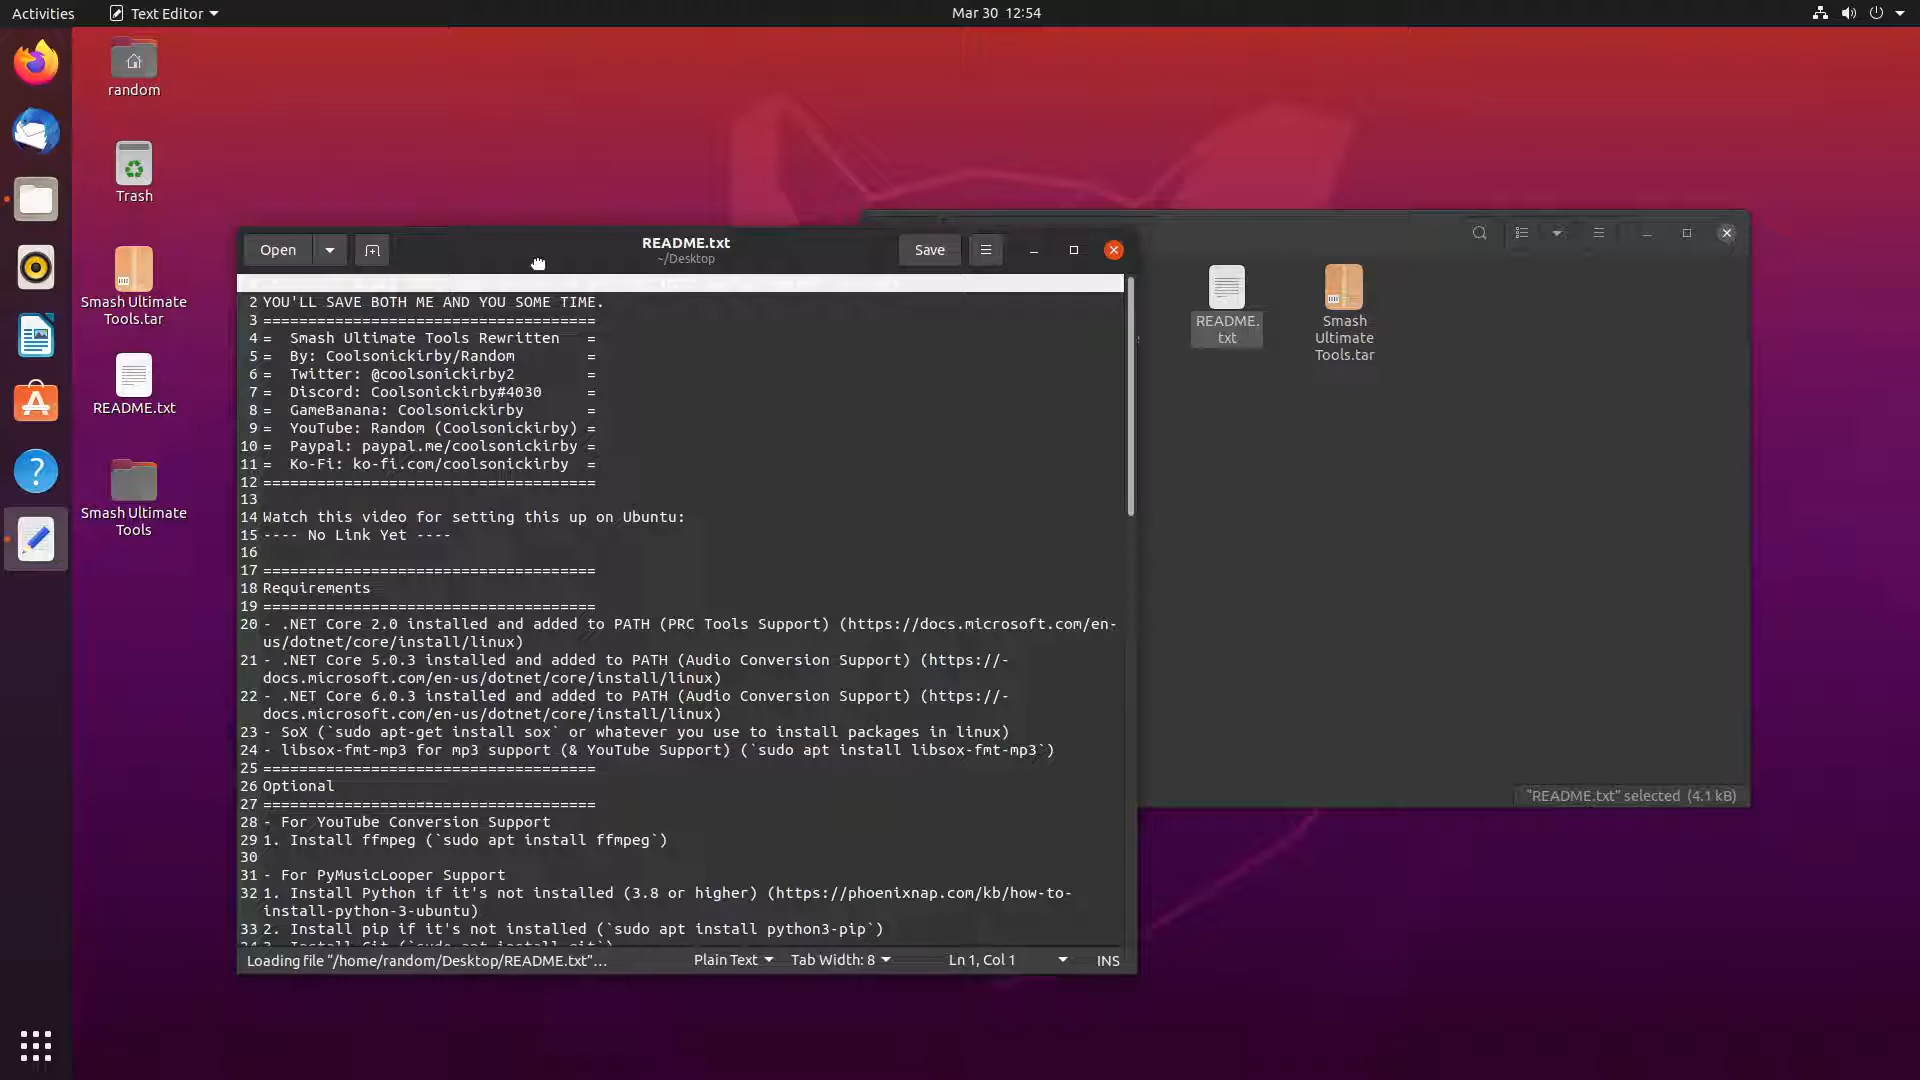 Activities
Text Editor
Mar 30 12:54
random
Trash
Smash Ultimate
Tools.tar
README.txt
Smash Ultimate
Tools
Open
README.txt
~/Desktop
Save
2 YOU'LL SAVE BOTH ME AND YOU SOME TIME.
3 =====================================
4 =  Smash Ultimate Tools Rewritten   =
5 =  By: Coolsonickirby/Random        =
6 =  Twitter: @coolsonickirby2        =
7 =  Discord: Coolsonickirby#4030     =
8 =  GameBanana: Coolsonickirby       =
9 =  YouTube: Random (Coolsonickirby) =
10 =  Paypal: paypal.me/coolsonickirby =
11 =  Ko-Fi: ko-fi.com/coolsonickirby  =
12 =====================================
13
14 Watch this video for setting this up on Ubuntu:
15 ---- No Link Yet ----
16
17 =====================================
18 Requirements
19 =====================================
20 - .NET Core 2.0 installed and added to PATH (PRC Tools Support) (https://docs.microsoft.com/en-
us/dotnet/core/install/linux)
21 - .NET Core 5.0.3 installed and added to PATH (Audio Conversion Support) (https://-
docs.microsoft.com/en-us/dotnet/core/install/linux)
22 - .NET Core 6.0.3 installed and added to PATH (Audio Conversion Support) (https://-
docs.microsoft.com/en-us/dotnet/core/install/linux)
23 - SoX (`sudo apt-get install sox` or whatever you use to install packages in linux)
24 - libsox-fmt-mp3 for mp3 support (& YouTube Support) (`sudo apt install libsox-fmt-mp3`)
25 =====================================
26 Optional
27 =====================================
28 - For YouTube Conversion Support
29 1. Install ffmpeg (`sudo apt install ffmpeg`)
30
31 - For PyMusicLooper Support
32 1. Install Python if it's not installed (3.8 or higher) (https://phoenixnap.com/kb/how-to-
install-python-3-ubuntu)
33 2. Install pip if it's not installed (`sudo apt install python3-pip`)
34 3. Install Git (`sudo apt install git`)
Loading file “/home/random/Desktop/README.txt”…
Plain Text
Tab Width: 8
Ln 1, Col 1
INS
README.
txt
Smash
Ultimate
Tools.tar
"README.txt" selected (4.1 kB)